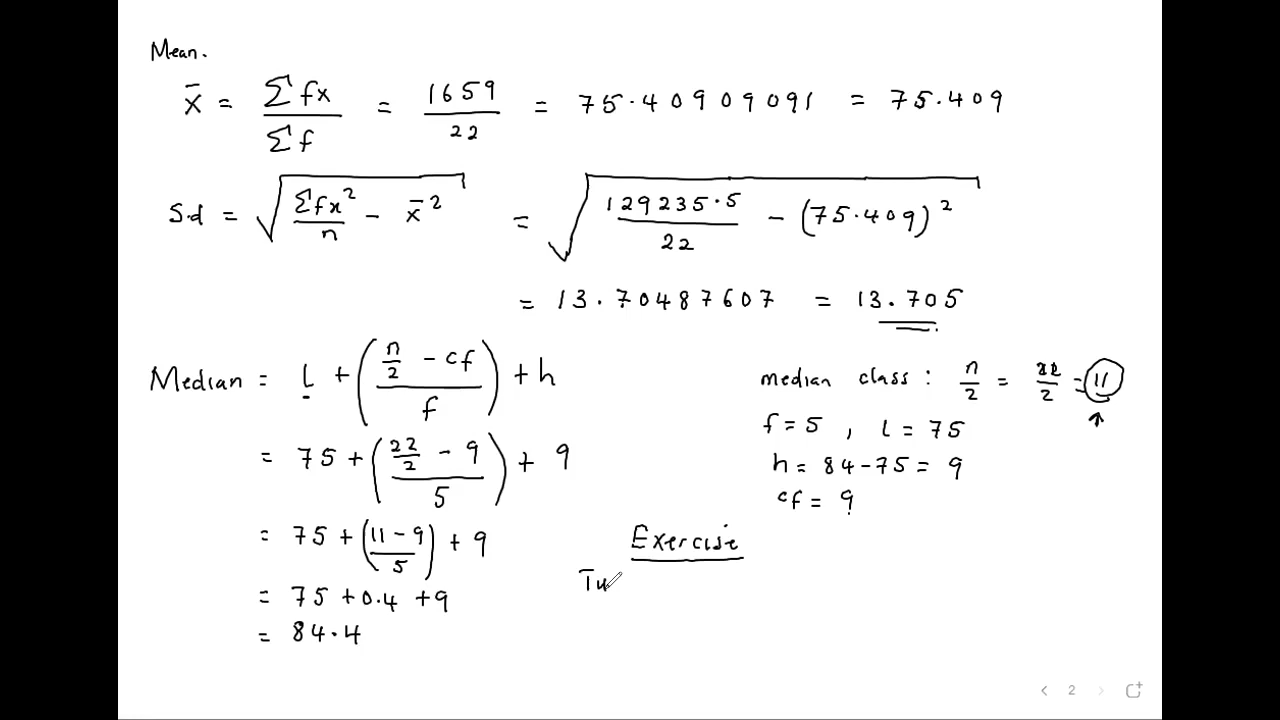 Mean.
x̄ = Σfx / Σf = 1659 / 22 = 75.40909091 = 75.409
Sd = √(Σfx² / n − x̄²) = √(129235.5 / 22 − (75.409)²)
= 13.70487607 = 13.705
Median = L + ((n/2 − cf) / f) + h
= 75 + ((22/2 − 9) / 5) + 9
= 75 + ((11 − 9) / 5) + 9
= 75 + 0.4 + 9
= 84.4
median class : n/2 = 22/2 = 11
f = 5 , L = 75
h = 84 − 75 = 9
cf = 9
Exercise
Tw
2